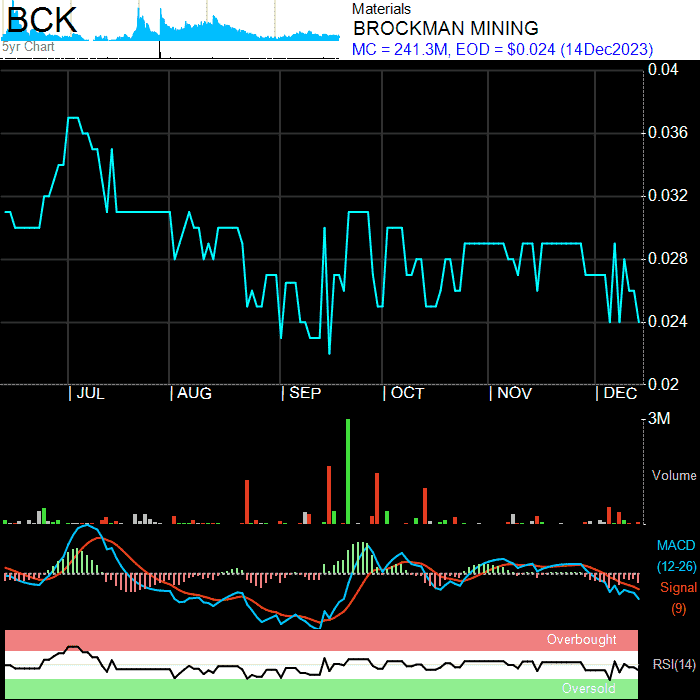 BCK
5yr Chart
Materials
BROCKMAN MINING
MC = 241.3M, EOD = $0.024 (14Dec2023)
0.04
0.036
0.032
0.028
0.024
0.02
JUL
AUG
SEP
OCT
NOV
DEC
3M
Volume
MACD
(12-26)
Signal
(9)
Overbought
RSI(14)
Oversold